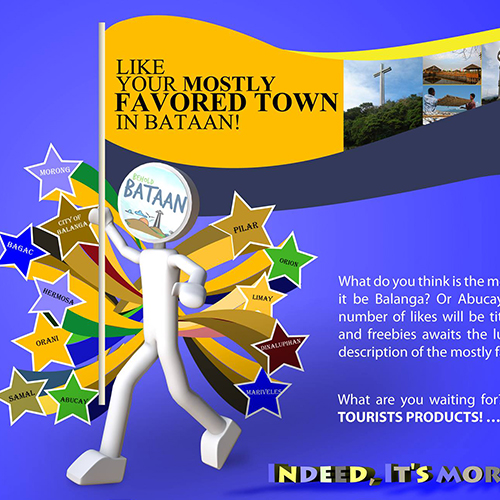 LIKE
YOUR MOSTLY
FAVORED TOWN
IN BATAAN!
MORONG
CITY OF
BALANGA
BAGAC
HERMOSA
ORANI
SAMAL
ABUCAY
BEHOLD
BATAAN
PILAR
ORION
LIMAY
DINALUPIHAN
MARIVELES
What do you think is the m
it be Balanga? Or Abucay
number of likes will be tit
and freebies awaits the lu
description of the mostly f
What are you waiting for
TOURISTS PRODUCTS! ...
INDEED, IT'S MOR